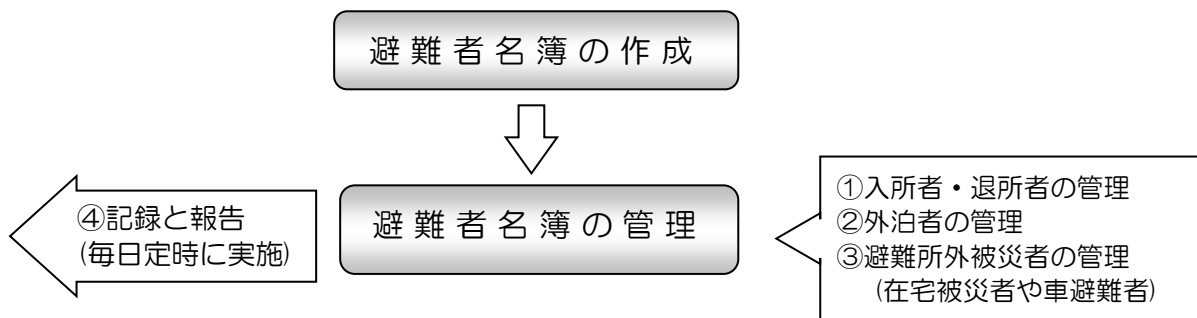 避難者名簿の作成
避難者名簿の管理
①入所者・退所者の管理
②外泊者の管理
③避難所外被災者の管理
(在宅被災者や車避難者)
④記録と報告
(毎日定時に実施)